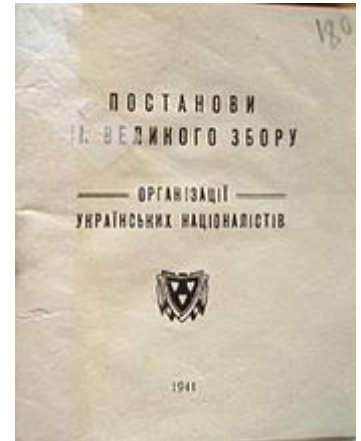 180
ПОСТАНОВИ
II. ВЕЛИКОГО ЗБОРУ
ОРГАНІЗАЦІЇ
УКРАЇНСЬКИХ НАЦІОНАЛІСТІВ
1941